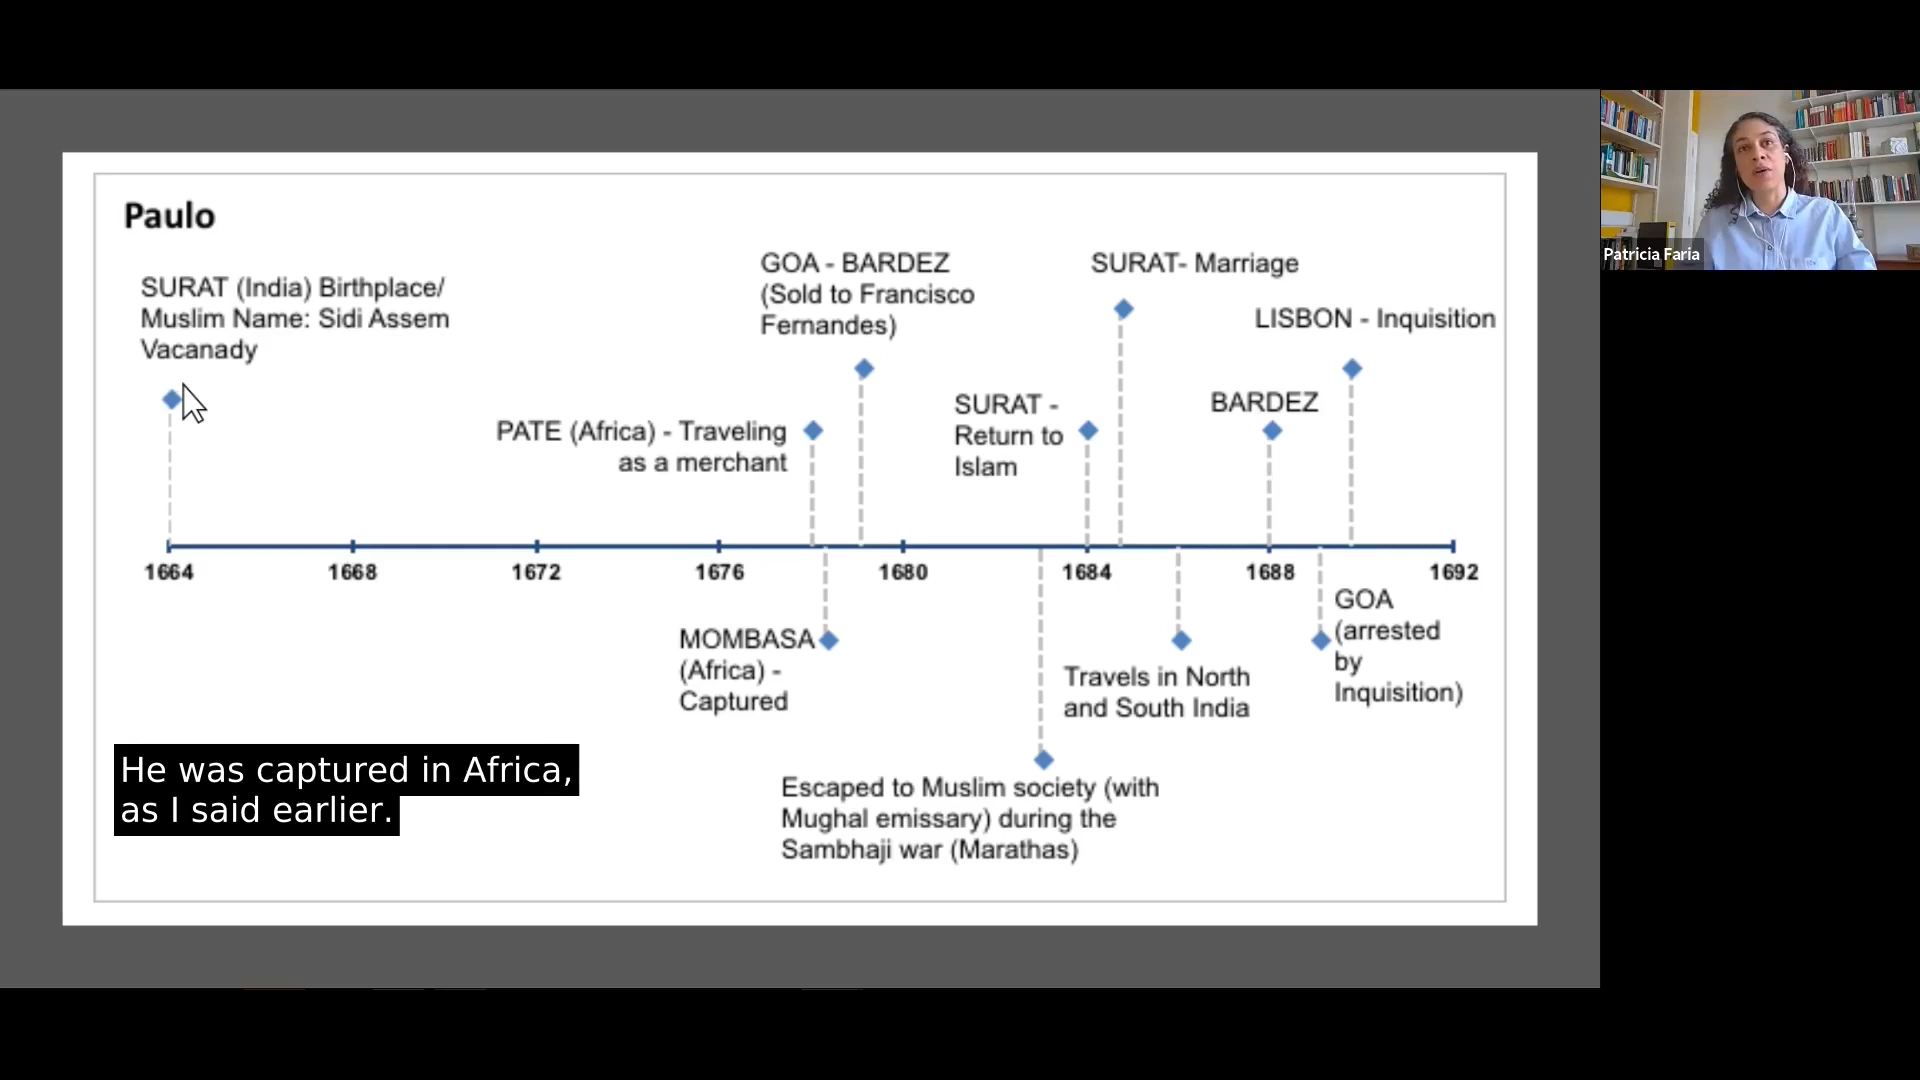 Paulo
SURAT (India) Birthplace/
Muslim Name: Sidi Assem
Vacanady
PATE (Africa) - Traveling
as a merchant
GOA - BARDEZ
(Sold to Francisco
Fernandes)
SURAT -
Return to
Islam
SURAT- Marriage
BARDEZ
LISBON - Inquisition
1664
1668
1672
1676
1680
1684
1688
1692
MOMBASA
(Africa) -
Captured
Escaped to Muslim society (with
Mughal emissary) during the
Sambhaji war (Marathas)
Travels in North
and South India
GOA
(arrested
by
Inquisition)
He was captured in Africa,
as I said earlier.
Patricia Faria